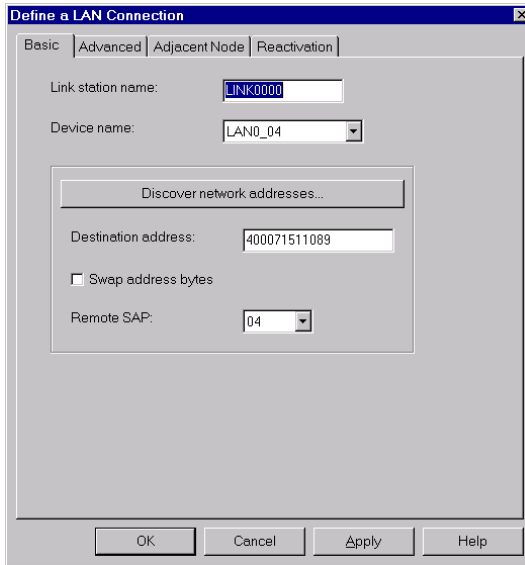 Define a LAN Connection
Basic Advanced Adjacent Node Reactivation
Link station name: LINK0000
Device name: LAN0_04
Discover network addresses...
Destination address: 400071511089
Swap address bytes
Remote SAP: 04
OK Cancel Apply Help